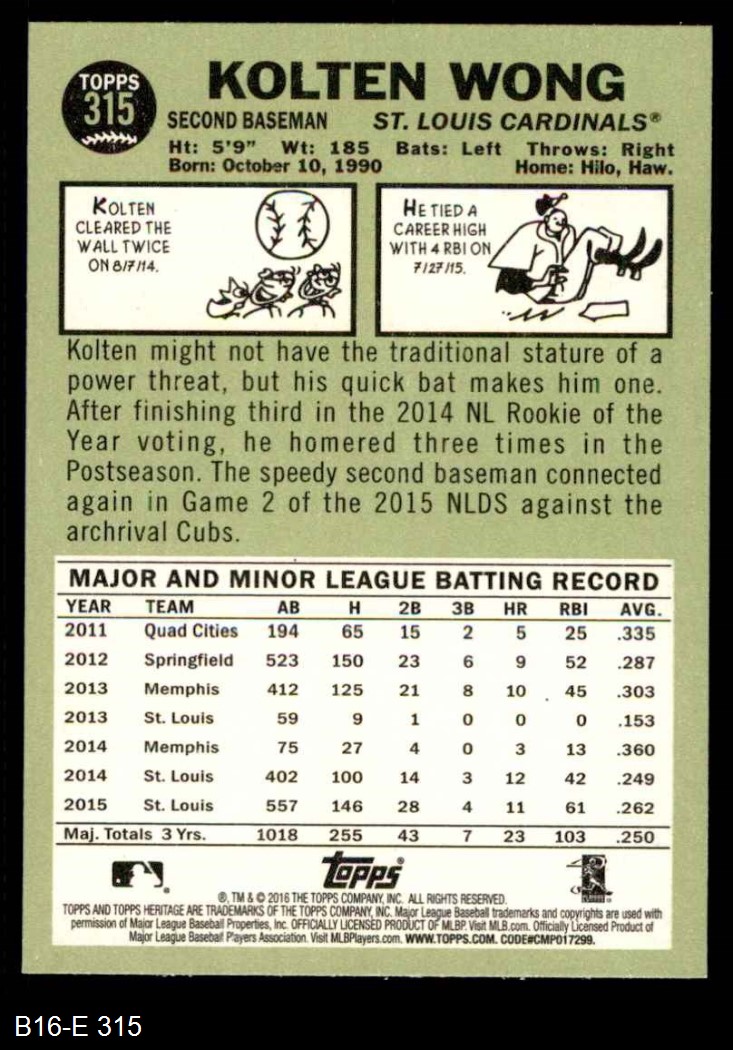 TOPPS
315
KOLTEN WONG
SECOND BASEMAN ST. LOUIS CARDINALS®
Ht: 5'9" Wt: 185 Bats: Left Throws: Right
Born: October 10, 1990 Home: Hilo, Haw.
KOLTEN
CLEARED THE
WALL TWICE
ON 8/7/14.
HE TIED A
CAREER HIGH
WITH 4 RBI ON
7/27/15.
Kolten might not have the traditional stature of a
power threat, but his quick bat makes him one.
After finishing third in the 2014 NL Rookie of the
Year voting, he homered three times in the
Postseason. The speedy second baseman connected
again in Game 2 of the 2015 NLDS against the
archrival Cubs.
MAJOR AND MINOR LEAGUE BATTING RECORD
YEAR TEAM AB H 2B 3B HR RBI AVG.
2011 Quad Cities 194 65 15 2 5 25 .335
2012 Springfield 523 150 23 6 9 52 .287
2013 Memphis 412 125 21 8 10 45 .303
2013 St. Louis 59 9 1 0 0 0 .153
2014 Memphis 75 27 4 0 3 13 .360
2014 St. Louis 402 100 14 3 12 42 .249
2015 St. Louis 557 146 28 4 11 61 .262
Maj. Totals 3 Yrs. 1018 255 43 7 23 103 .250
Topps®
®, TM & © 2016 THE TOPPS COMPANY, INC. ALL RIGHTS RESERVED.
TOPPS AND TOPPS HERITAGE ARE TRADEMARKS OF THE TOPPS COMPANY, INC. Major League Baseball trademarks and copyrights are used with
permission of Major League Baseball Properties, Inc. OFFICIALLY LICENSED PRODUCT OF MLBP. Visit MLB.com. Officially Licensed Product of
Major League Baseball Players Association. Visit MLBPlayers.com. WWW.TOPPS.COM. CODE#CMP017299.
B16-E 315